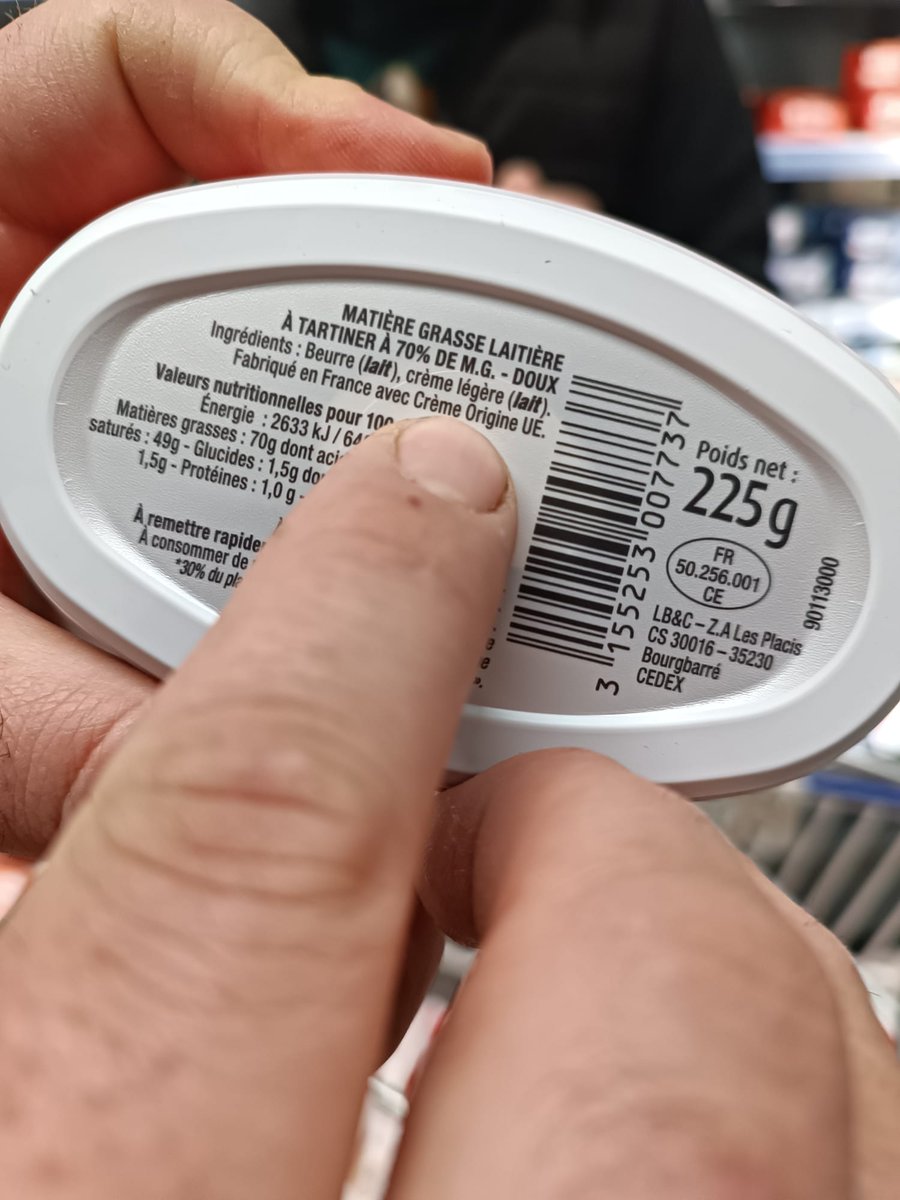 MATIÈRE GRASSE LAITIÈRE
À TARTINER À 70% DE M.G. - DOUX
Ingrédients : Beurre (lait), crème légère (lait).
Fabriqué en France avec Crème Origine UE.
Valeurs nutritionnelles pour 100
Énergie : 2633 kJ / 64
Matières grasses : 70g dont aci
saturés : 49g - Glucides : 1,5g do
1,5g - Protéines : 1,0 g -
À remettre rapide
À consommer de
*30% du pl
3 155253 007737
Poids net :
225g
FR
50.256.001
CE
LB&C – Z.A Les Placis
CS 30016 – 35230
Bourgbarré
CEDEX
90113000